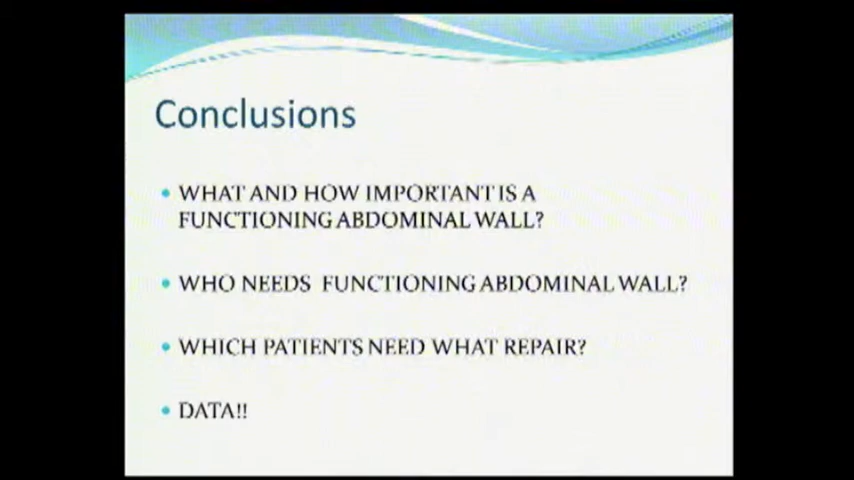 Conclusions
WHAT AND HOW IMPORTANT IS A
FUNCTIONING ABDOMINAL WALL?
WHO NEEDS FUNCTIONING ABDOMINAL WALL?
WHICH PATIENTS NEED WHAT REPAIR?
DATA!!